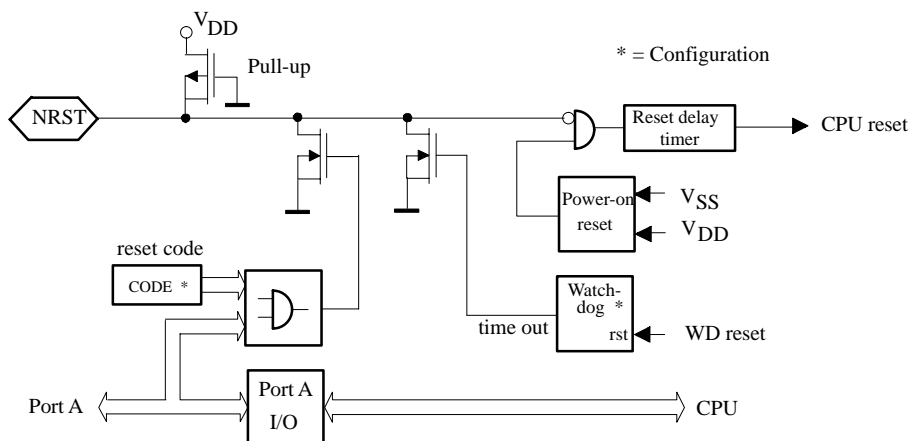 VDD
Pull-up
* = Configuration
NRST
Reset delay
timer
CPU reset
Power-on
reset
VSS
VDD
reset code
CODE *
Watch-
dog *
rst
time out
WD reset
Port A
Port A
I/O
CPU